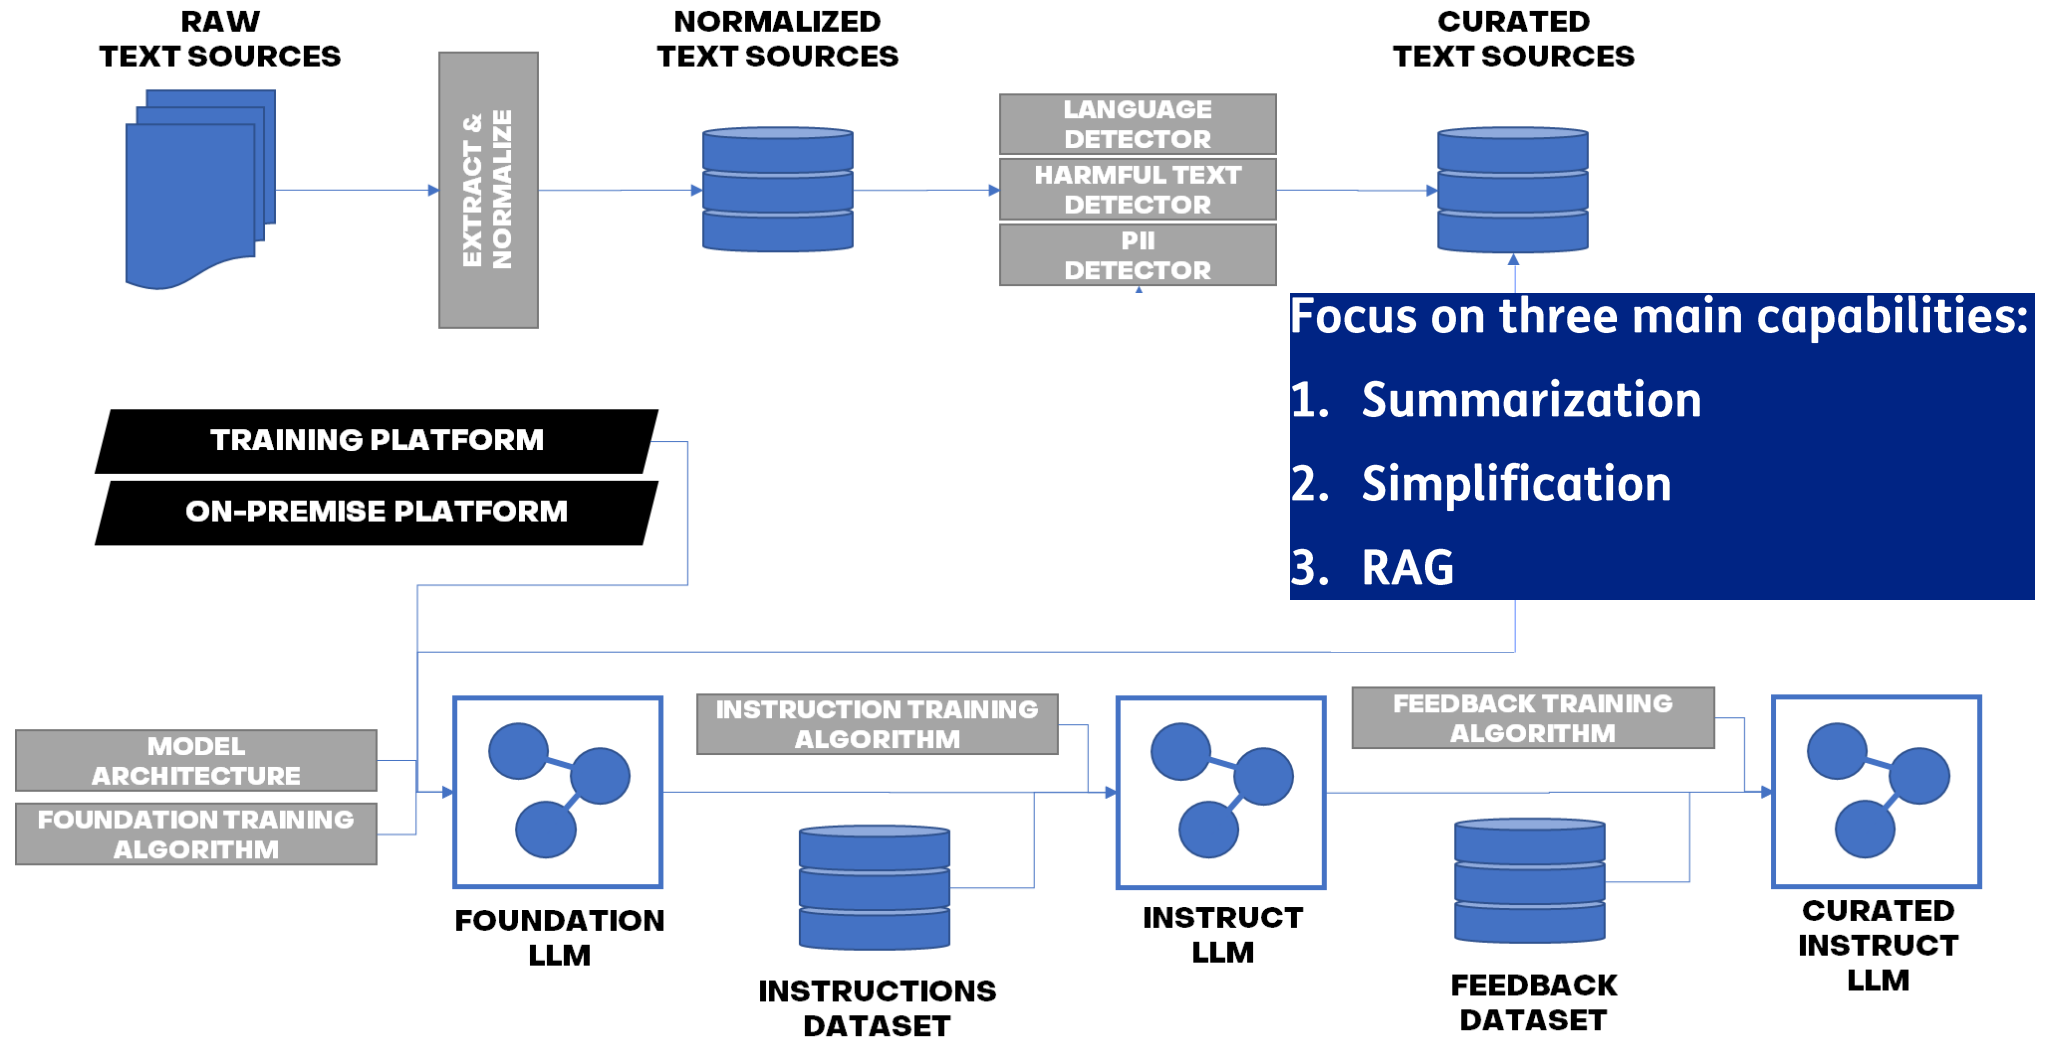 RAW
TEXT SOURCES
NORMALIZED
TEXT SOURCES
CURATED
TEXT SOURCES
EXTRACT &
NORMALIZE
LANGUAGE
DETECTOR
HARMFUL TEXT
DETECTOR
PII
DETECTOR
Focus on three main capabilities:
1. Summarization
2. Simplification
3. RAG
TRAINING PLATFORM
ON-PREMISE PLATFORM
MODEL
ARCHITECTURE
FOUNDATION TRAINING
ALGORITHM
FOUNDATION
LLM
INSTRUCTION TRAINING
ALGORITHM
INSTRUCTIONS
DATASET
INSTRUCT
LLM
FEEDBACK TRAINING
ALGORITHM
FEEDBACK
DATASET
CURATED
INSTRUCT
LLM